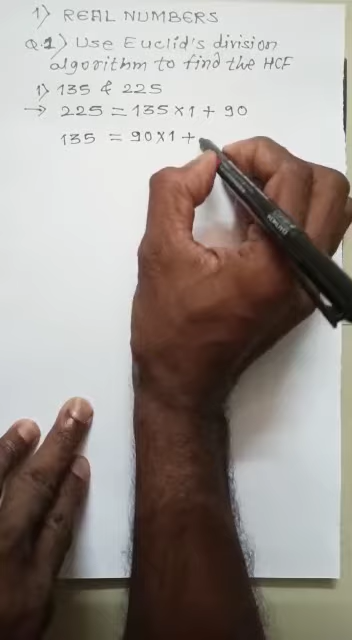 1) REAL NUMBERS
Q.1) Use Euclid's division
algorithm to find the HCF
1) 135 & 225
→ 225 = 135 × 1 + 90
135 = 90 × 1 +